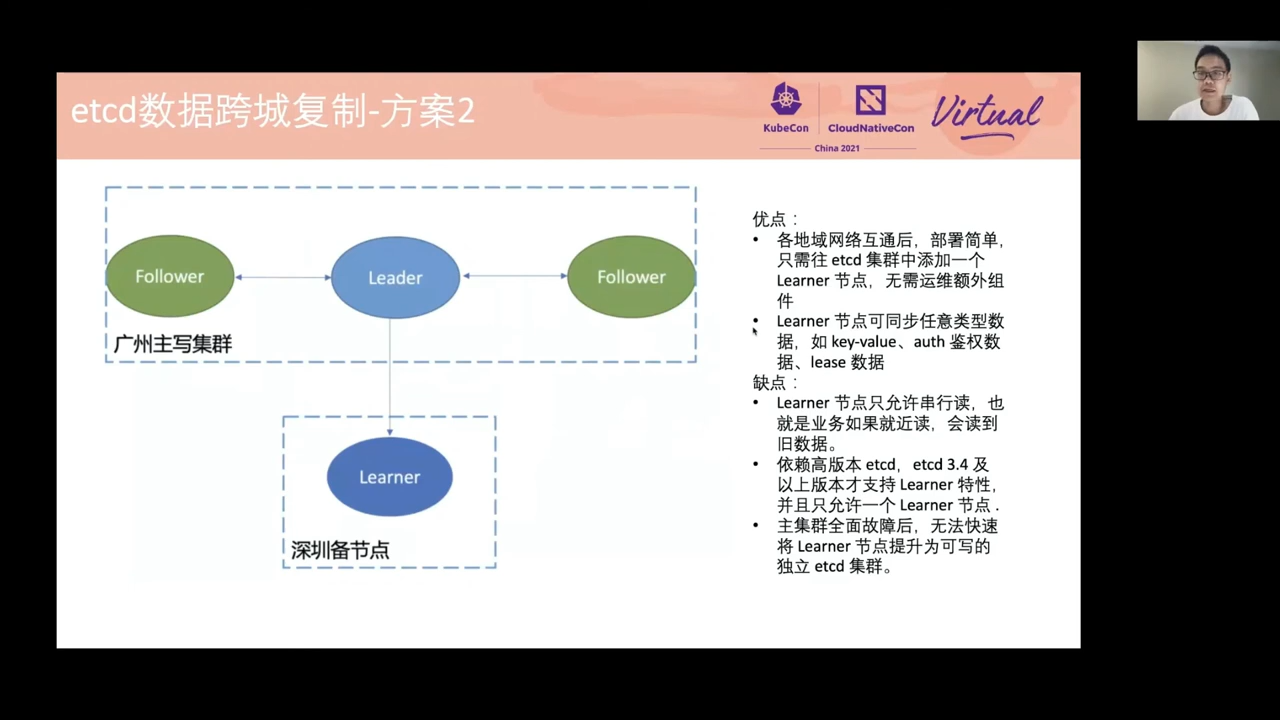 etcd数据跨城复制-方案2
KubeCon
CloudNativeCon
China 2021
Virtual
Follower
Leader
Follower
广州主写集群
Learner
深圳备节点
优点：
• 各地域网络互通后，部署简单，
只需往 etcd 集群中添加一个
Learner 节点，无需运维额外组
件
• Learner 节点可同步任意类型数
据，如 key-value、auth 鉴权数
据、lease 数据
缺点：
• Learner 节点只允许串行读，也
就是业务如果就近读，会读到
旧数据。
• 依赖高版本 etcd，etcd 3.4 及
以上版本才支持 Learner 特性，
并且只允许一个 Learner 节点 .
• 主集群全面故障后，无法快速
将 Learner 节点提升为可写的
独立 etcd 集群。